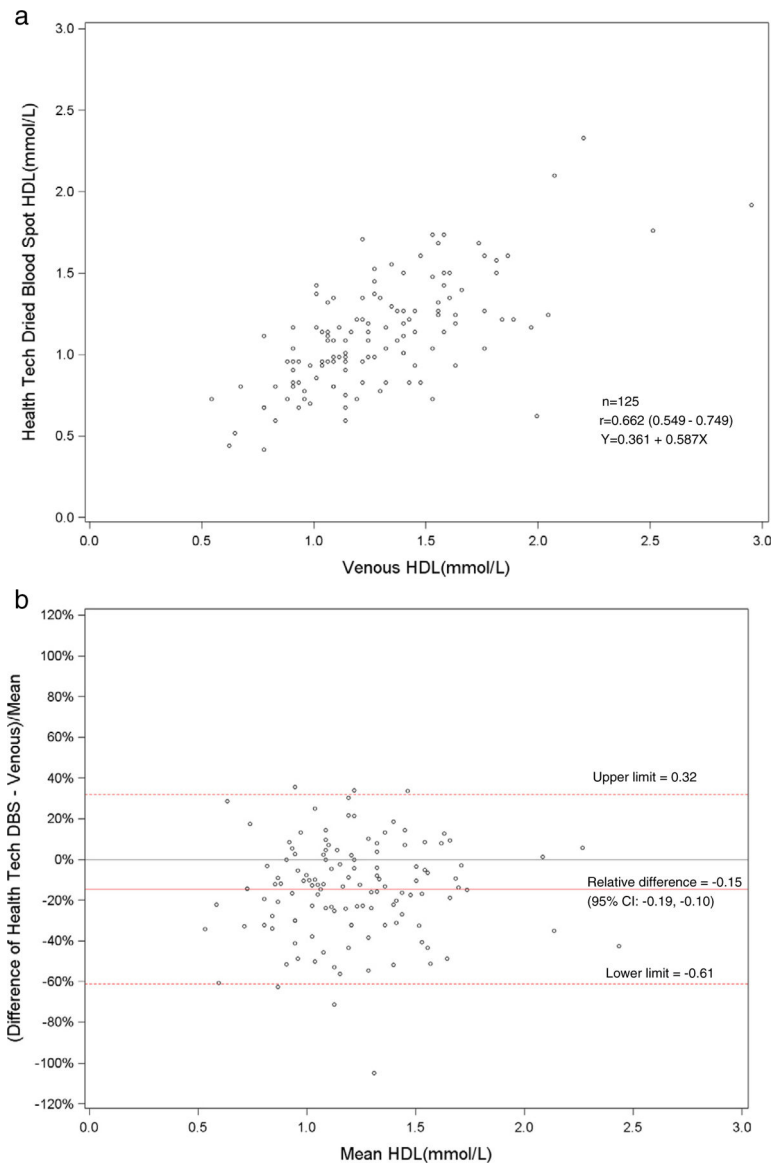 a
3.0
2.5
2.0
1.5
1.0
0.5
0.0
Health Tech Dried Blood Spot HDL(mmol/L)
n=125
r=0.662 (0.549 - 0.749)
Y=0.361 + 0.587X
0.0 0.5 1.0 1.5 2.0 2.5 3.0
Venous HDL(mmol/L)
b
120%
100%
80%
60%
40%
20%
0%
-20%
-40%
-60%
-80%
-100%
-120%
(Difference of Health Tech DBS - Venous)/Mean
Upper limit = 0.32
Relative difference = -0.15
(95% CI: -0.19, -0.10)
Lower limit = -0.61
0.0 0.5 1.0 1.5 2.0 2.5 3.0
Mean HDL(mmol/L)